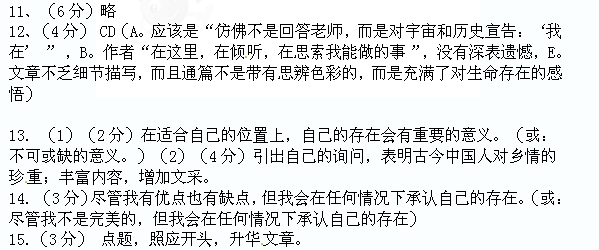 11、（6分）略
12、（4分） CD（A。应该是“仿佛不是回答老师，而是对宇宙和历史宣告：‘我
在’ ”，B。作者“在这里，在倾听，在思索我能做的事”，没有深表遗憾，E。
文章不乏细节描写，而且通篇不是带有思辨色彩的，而是充满了对生命存在的感
悟）
13. （1）（2分）在适合自己的位置上，自己的存在会有重要的意义。（或：
不可或缺的意义。）（2）（4分）引出自己的询问，表明古今中国人对乡情的
珍重；丰富内容，增加文采。
14. （3分)尽管我有优点也有缺点，但我会在任何情况下承认自己的存在。（或：
尽管我不是完美的，但我会在任何情况下承认自己的存在）
15.（3分） 点题，照应开头，升华文章。